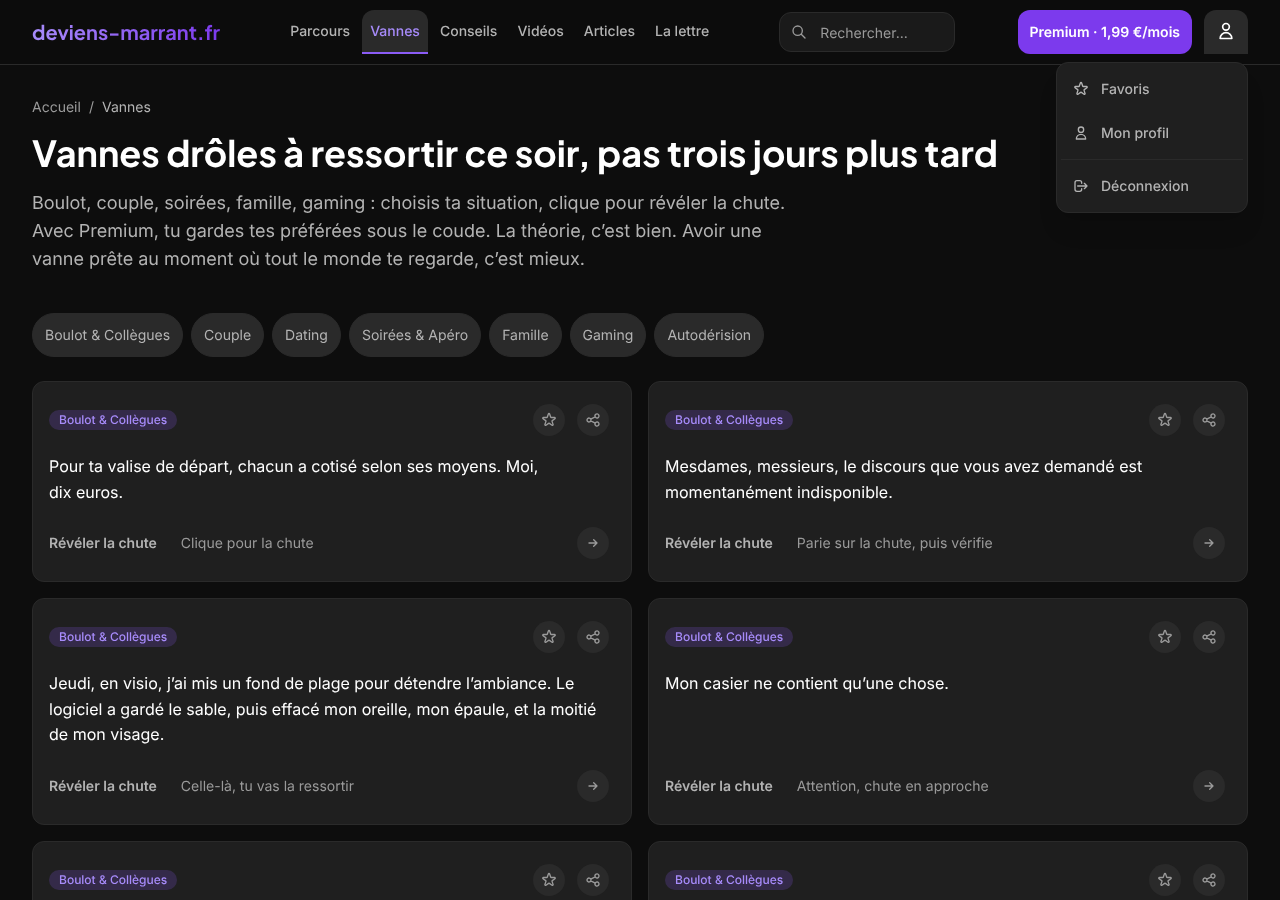 deviens-marrant.fr
Parcours
Vannes
Conseils
Vidéos
Articles
La lettre
Rechercher...
Premium · 1,99 €/mois
Favoris
Mon profil
Déconnexion
Accueil / Vannes
Vannes drôles à ressortir ce soir, pas trois jours plus tard
Boulot, couple, soirées, famille, gaming : choisis ta situation, clique pour révéler la chute.
Avec Premium, tu gardes tes préférées sous le coude. La théorie, c’est bien. Avoir une
vanne prête au moment où tout le monde te regarde, c’est mieux.
Boulot & Collègues
Couple
Dating
Soirées & Apéro
Famille
Gaming
Autodérision
Boulot & Collègues
Pour ta valise de départ, chacun a cotisé selon ses moyens. Moi,
dix euros.
Révéler la chute
Clique pour la chute
Boulot & Collègues
Mesdames, messieurs, le discours que vous avez demandé est
momentanément indisponible.
Révéler la chute
Parie sur la chute, puis vérifie
Boulot & Collègues
Jeudi, en visio, j’ai mis un fond de plage pour détendre l’ambiance. Le
logiciel a gardé le sable, puis effacé mon oreille, mon épaule, et la moitié
de mon visage.
Révéler la chute
Celle-là, tu vas la ressortir
Boulot & Collègues
Mon casier ne contient qu’une chose.
Révéler la chute
Attention, chute en approche
Boulot & Collègues
Boulot & Collègues